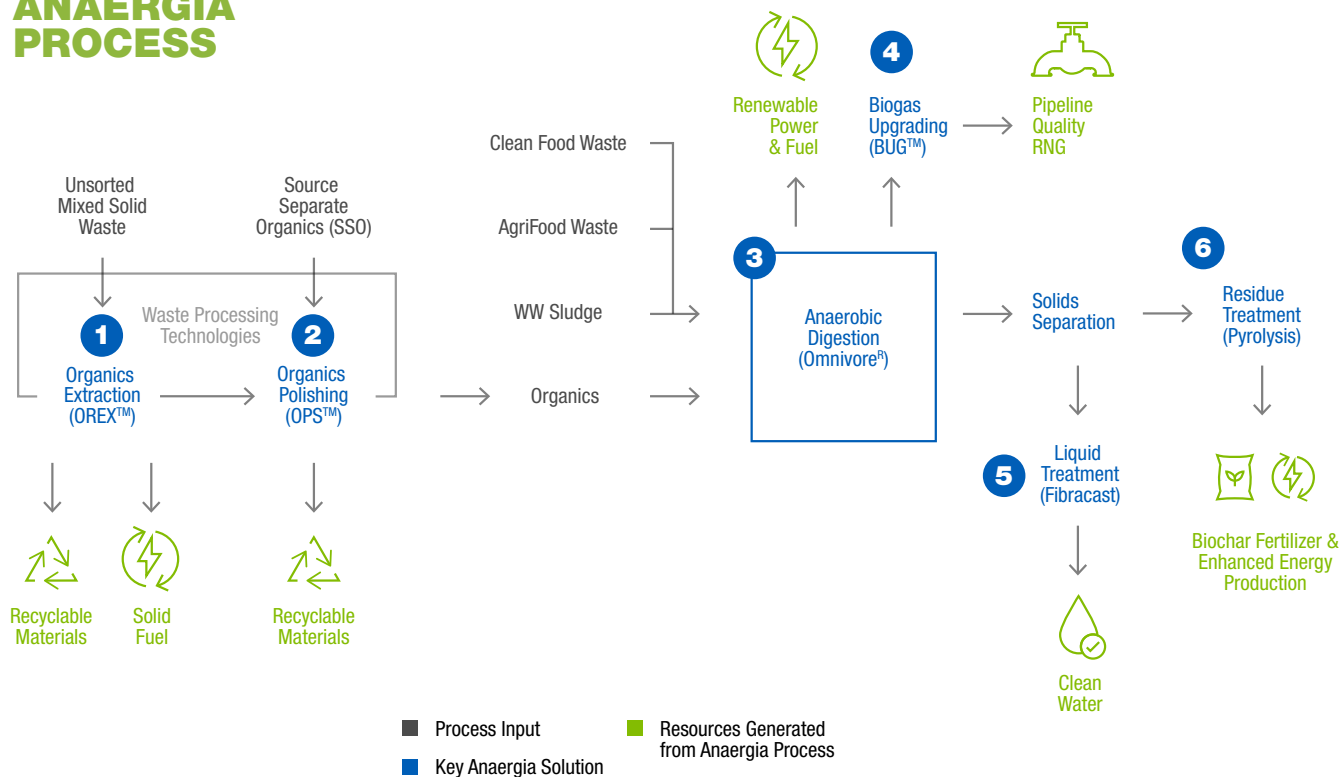 ANAERGIA
PROCESS
Renewable
Power
& Fuel
4
Biogas
Upgrading
(BUG™)
Pipeline
Quality
RNG
Clean Food Waste
AgriFood Waste
WW Sludge
Organics
Unsorted
Mixed Solid
Waste
Source
Separate
Organics (SSO)
Waste Processing
Technologies
1
Organics
Extraction
(OREX™)
2
Organics
Polishing
(OPS™)
3
Anaerobic
Digestion
(Omnivoreᴿ)
Solids
Separation
6
Residue
Treatment
(Pyrolysis)
5
Liquid
Treatment
(Fibracast)
Biochar Fertilizer &
Enhanced Energy
Production
Recyclable
Materials
Solid
Fuel
Recyclable
Materials
Clean
Water
Process Input
Key Anaergia Solution
Resources Generated
from Anaergia Process